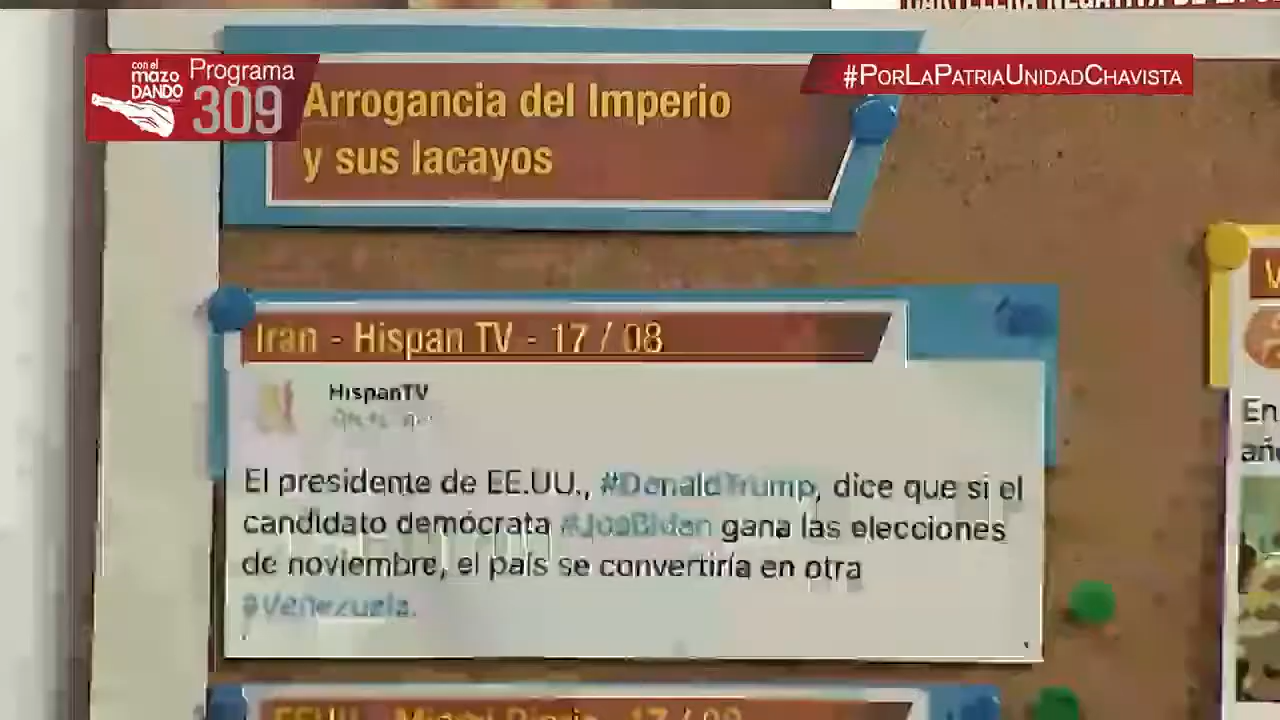 con el
mazo
DANDO
Programa
309
#PORLAPATRIAUNIDADCHAVISTA
Arrogancia del Imperio
y sus lacayos
Irán - Hispan TV - 17 / 08
HispanTV
El presidente de EE.UU., #DonaldTrump, dice que si el
candidato demócrata #JoeBiden gana las elecciones
de noviembre, el país se convertiría en otra
#Venezuela.
En